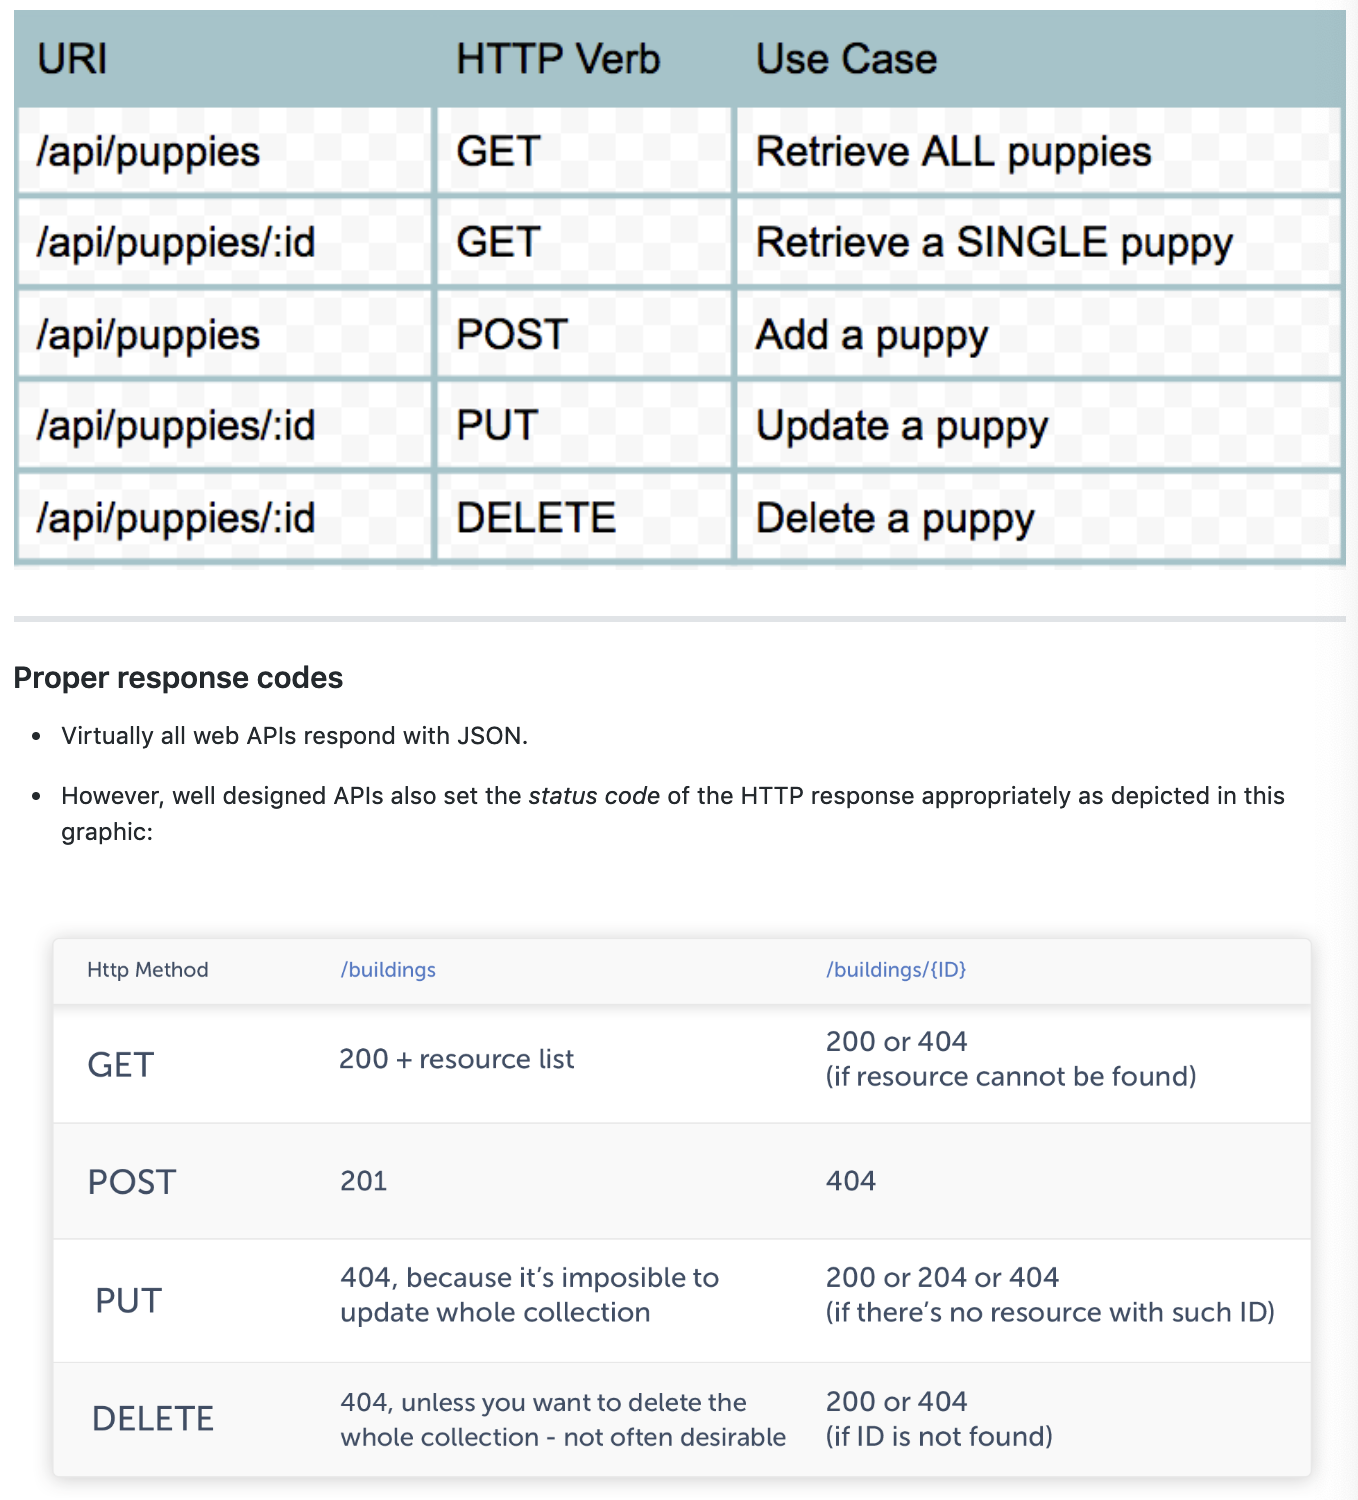 URI HTTP Verb Use Case
/api/puppies GET Retrieve ALL puppies
/api/puppies/:id GET Retrieve a SINGLE puppy
/api/puppies POST Add a puppy
/api/puppies/:id PUT Update a puppy
/api/puppies/:id DELETE Delete a puppy
Proper response codes
• Virtually all web APIs respond with JSON.
• However, well designed APIs also set the status code of the HTTP response appropriately as depicted in this
graphic:
Http Method /buildings /buildings/{ID}
GET 200 + resource list 200 or 404
(if resource cannot be found)
POST 201 404
PUT 404, because it's imposible to
update whole collection
200 or 204 or 404
(if there's no resource with such ID)
DELETE 404, unless you want to delete the
whole collection - not often desirable
200 or 404
(if ID is not found)